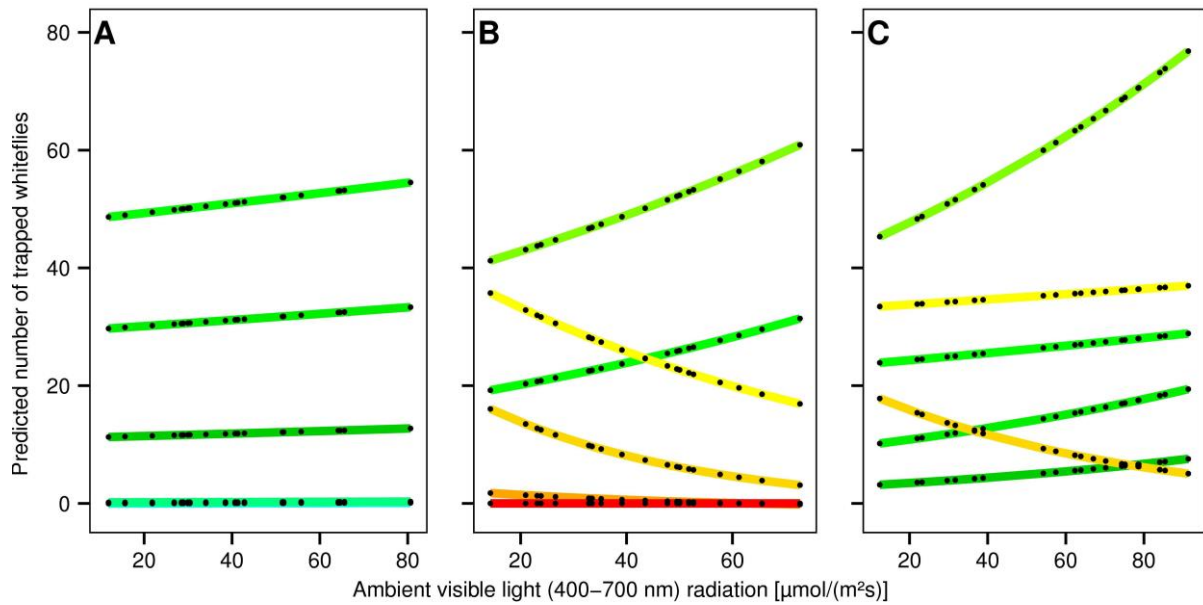 A B C
80
60
40
20
0
Predicted number of trapped whiteflies
20 40 60 80 20 40 60 20 40 60 80
Ambient visible light (400–700 nm) radiation [µmol/(m²s)]